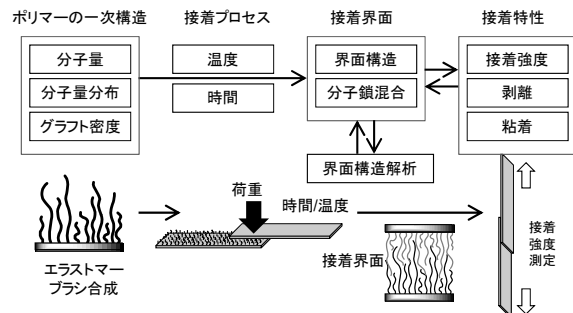 ポリマーの一次構造
接着プロセス
接着界面
接着特性
分子量
分子量分布
グラフト密度
温度
時間
界面構造
分子鎖混合
接着強度
剥離
粘着
界面構造解析
荷重
時間/温度
エラストマー
ブラシ合成
接着界面
接着
強度
測定